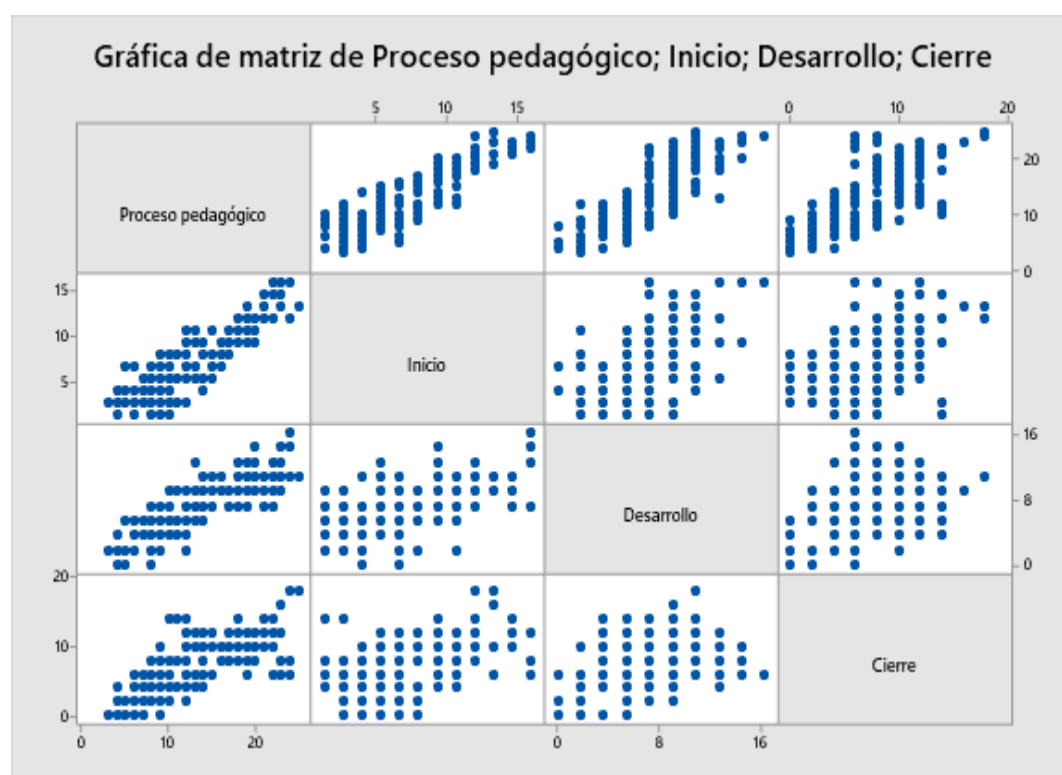 Gráfica de matriz de Proceso pedagógico; Inicio; Desarrollo; Cierre
5 10 15 0 10 20
Proceso pedagógico
20
10
0
15
10
5
Inicio
Desarrollo
16
8
0
20
10
0
Cierre
0 10 20 0 8 16